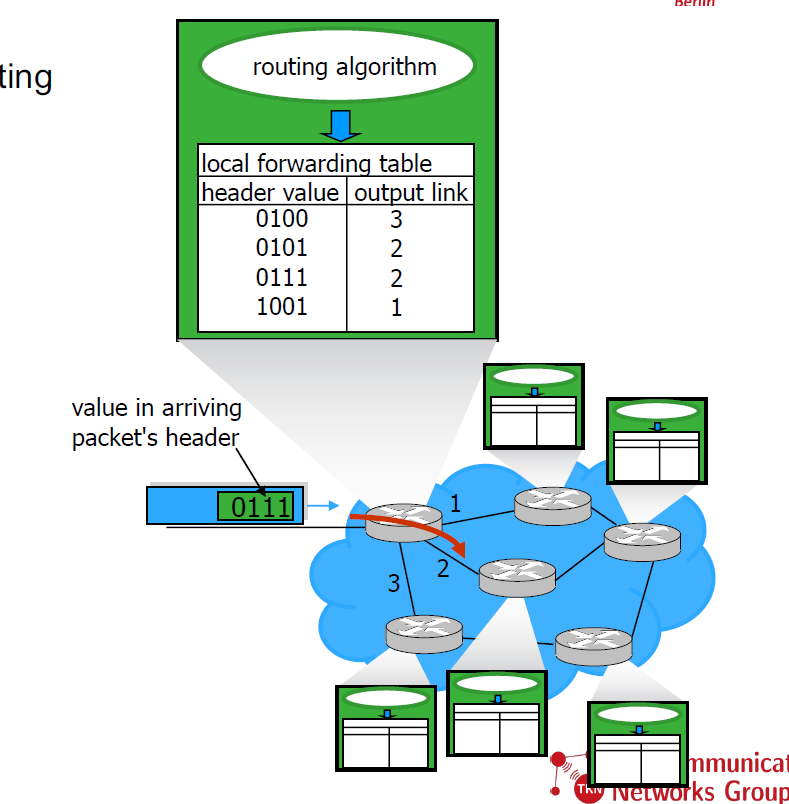 Berlin
ting
routing algorithm
local forwarding table
header value output link
0100 3
0101 2
0111 2
1001 1
value in arriving
packet's header
0111
1
2
3
TKN
mmunicat
Networks Group